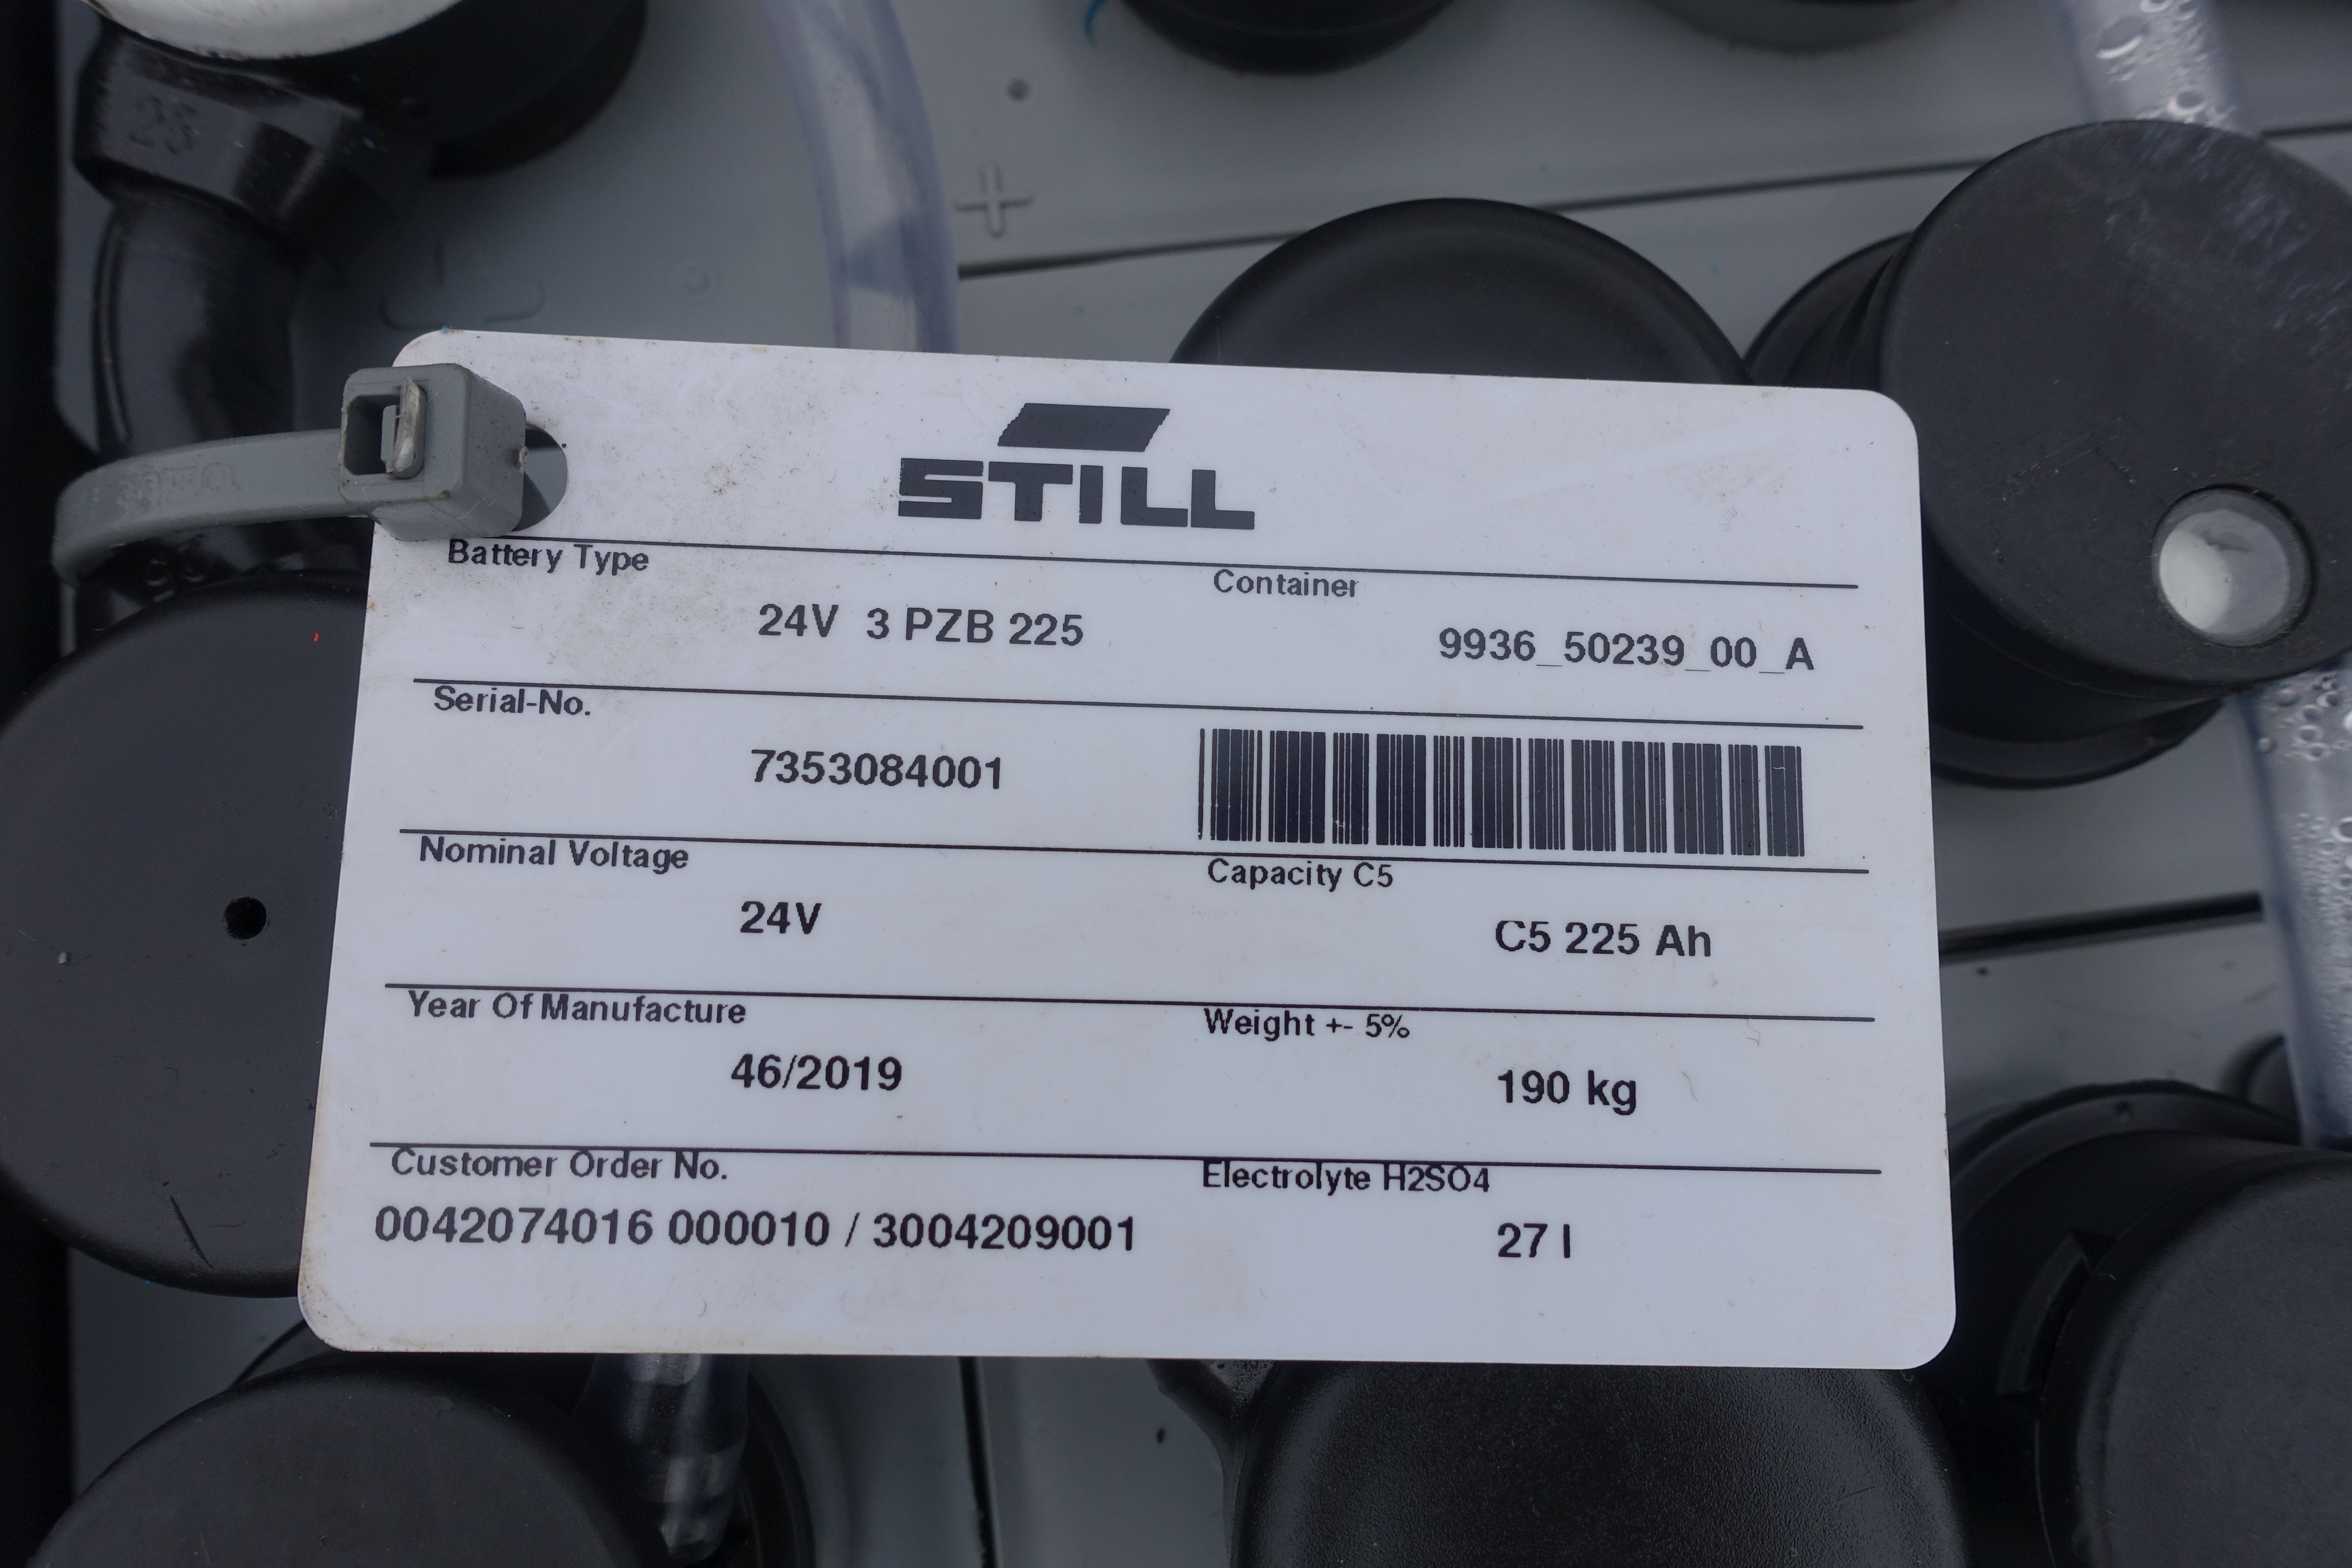 STILL
Battery Type
Container
24V 3 PZB 225
9936_50239_00_A
Serial-No.
7353084001
Nominal Voltage
Capacity C5
24V
C5 225 Ah
Year Of Manufacture
Weight +- 5%
46/2019
190 kg
Customer Order No.
Electrolyte H2SO4
0042074016 000010 / 3004209001
27 l